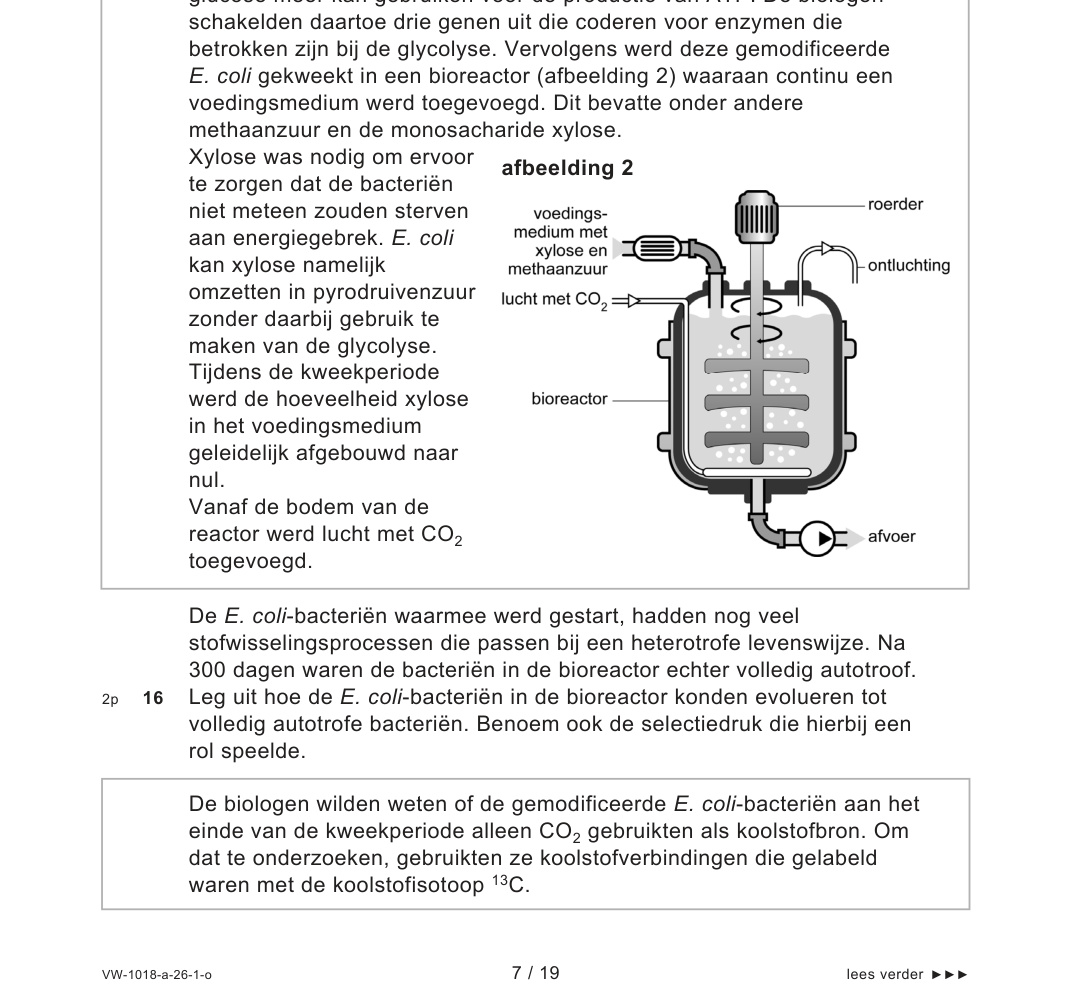 glucose meer kan gebruiken voor de productie van ATP. De biologen
schakelden daartoe drie genen uit die coderen voor enzymen die
betrokken zijn bij de glycolyse. Vervolgens werd deze gemodificeerde
E. coli gekweekt in een bioreactor (afbeelding 2) waaraan continu een
voedingsmedium werd toegevoegd. Dit bevatte onder andere
methaanzuur en de monosacharide xylose.
Xylose was nodig om ervoor
te zorgen dat de bacteriën
niet meteen zouden sterven
aan energiegebrek. E. coli
kan xylose namelijk
omzetten in pyrodruivenzuur
zonder daarbij gebruik te
maken van de glycolyse.
Tijdens de kweekperiode
werd de hoeveelheid xylose
in het voedingsmedium
geleidelijk afgebouwd naar
nul.
Vanaf de bodem van de
reactor werd lucht met CO2
toegevoegd.
afbeelding 2
voedings-
medium met
xylose en
methaanzuur
lucht met CO2
bioreactor
roerder
ontluchting
afvoer
De E. coli-bacteriën waarmee werd gestart, hadden nog veel
stofwisselingsprocessen die passen bij een heterotrofe levenswijze. Na
300 dagen waren de bacteriën in de bioreactor echter volledig autotroof.
2p 16 Leg uit hoe de E. coli-bacteriën in de bioreactor konden evolueren tot
volledig autotrofe bacteriën. Benoem ook de selectiedruk die hierbij een
rol speelde.
De biologen wilden weten of de gemodificeerde E. coli-bacteriën aan het
einde van de kweekperiode alleen CO2 gebruikten als koolstofbron. Om
dat te onderzoeken, gebruikten ze koolstofverbindingen die gelabeld
waren met de koolstofisotoop 13C.
VW-1018-a-26-1-o 7 / 19 lees verder ►►►